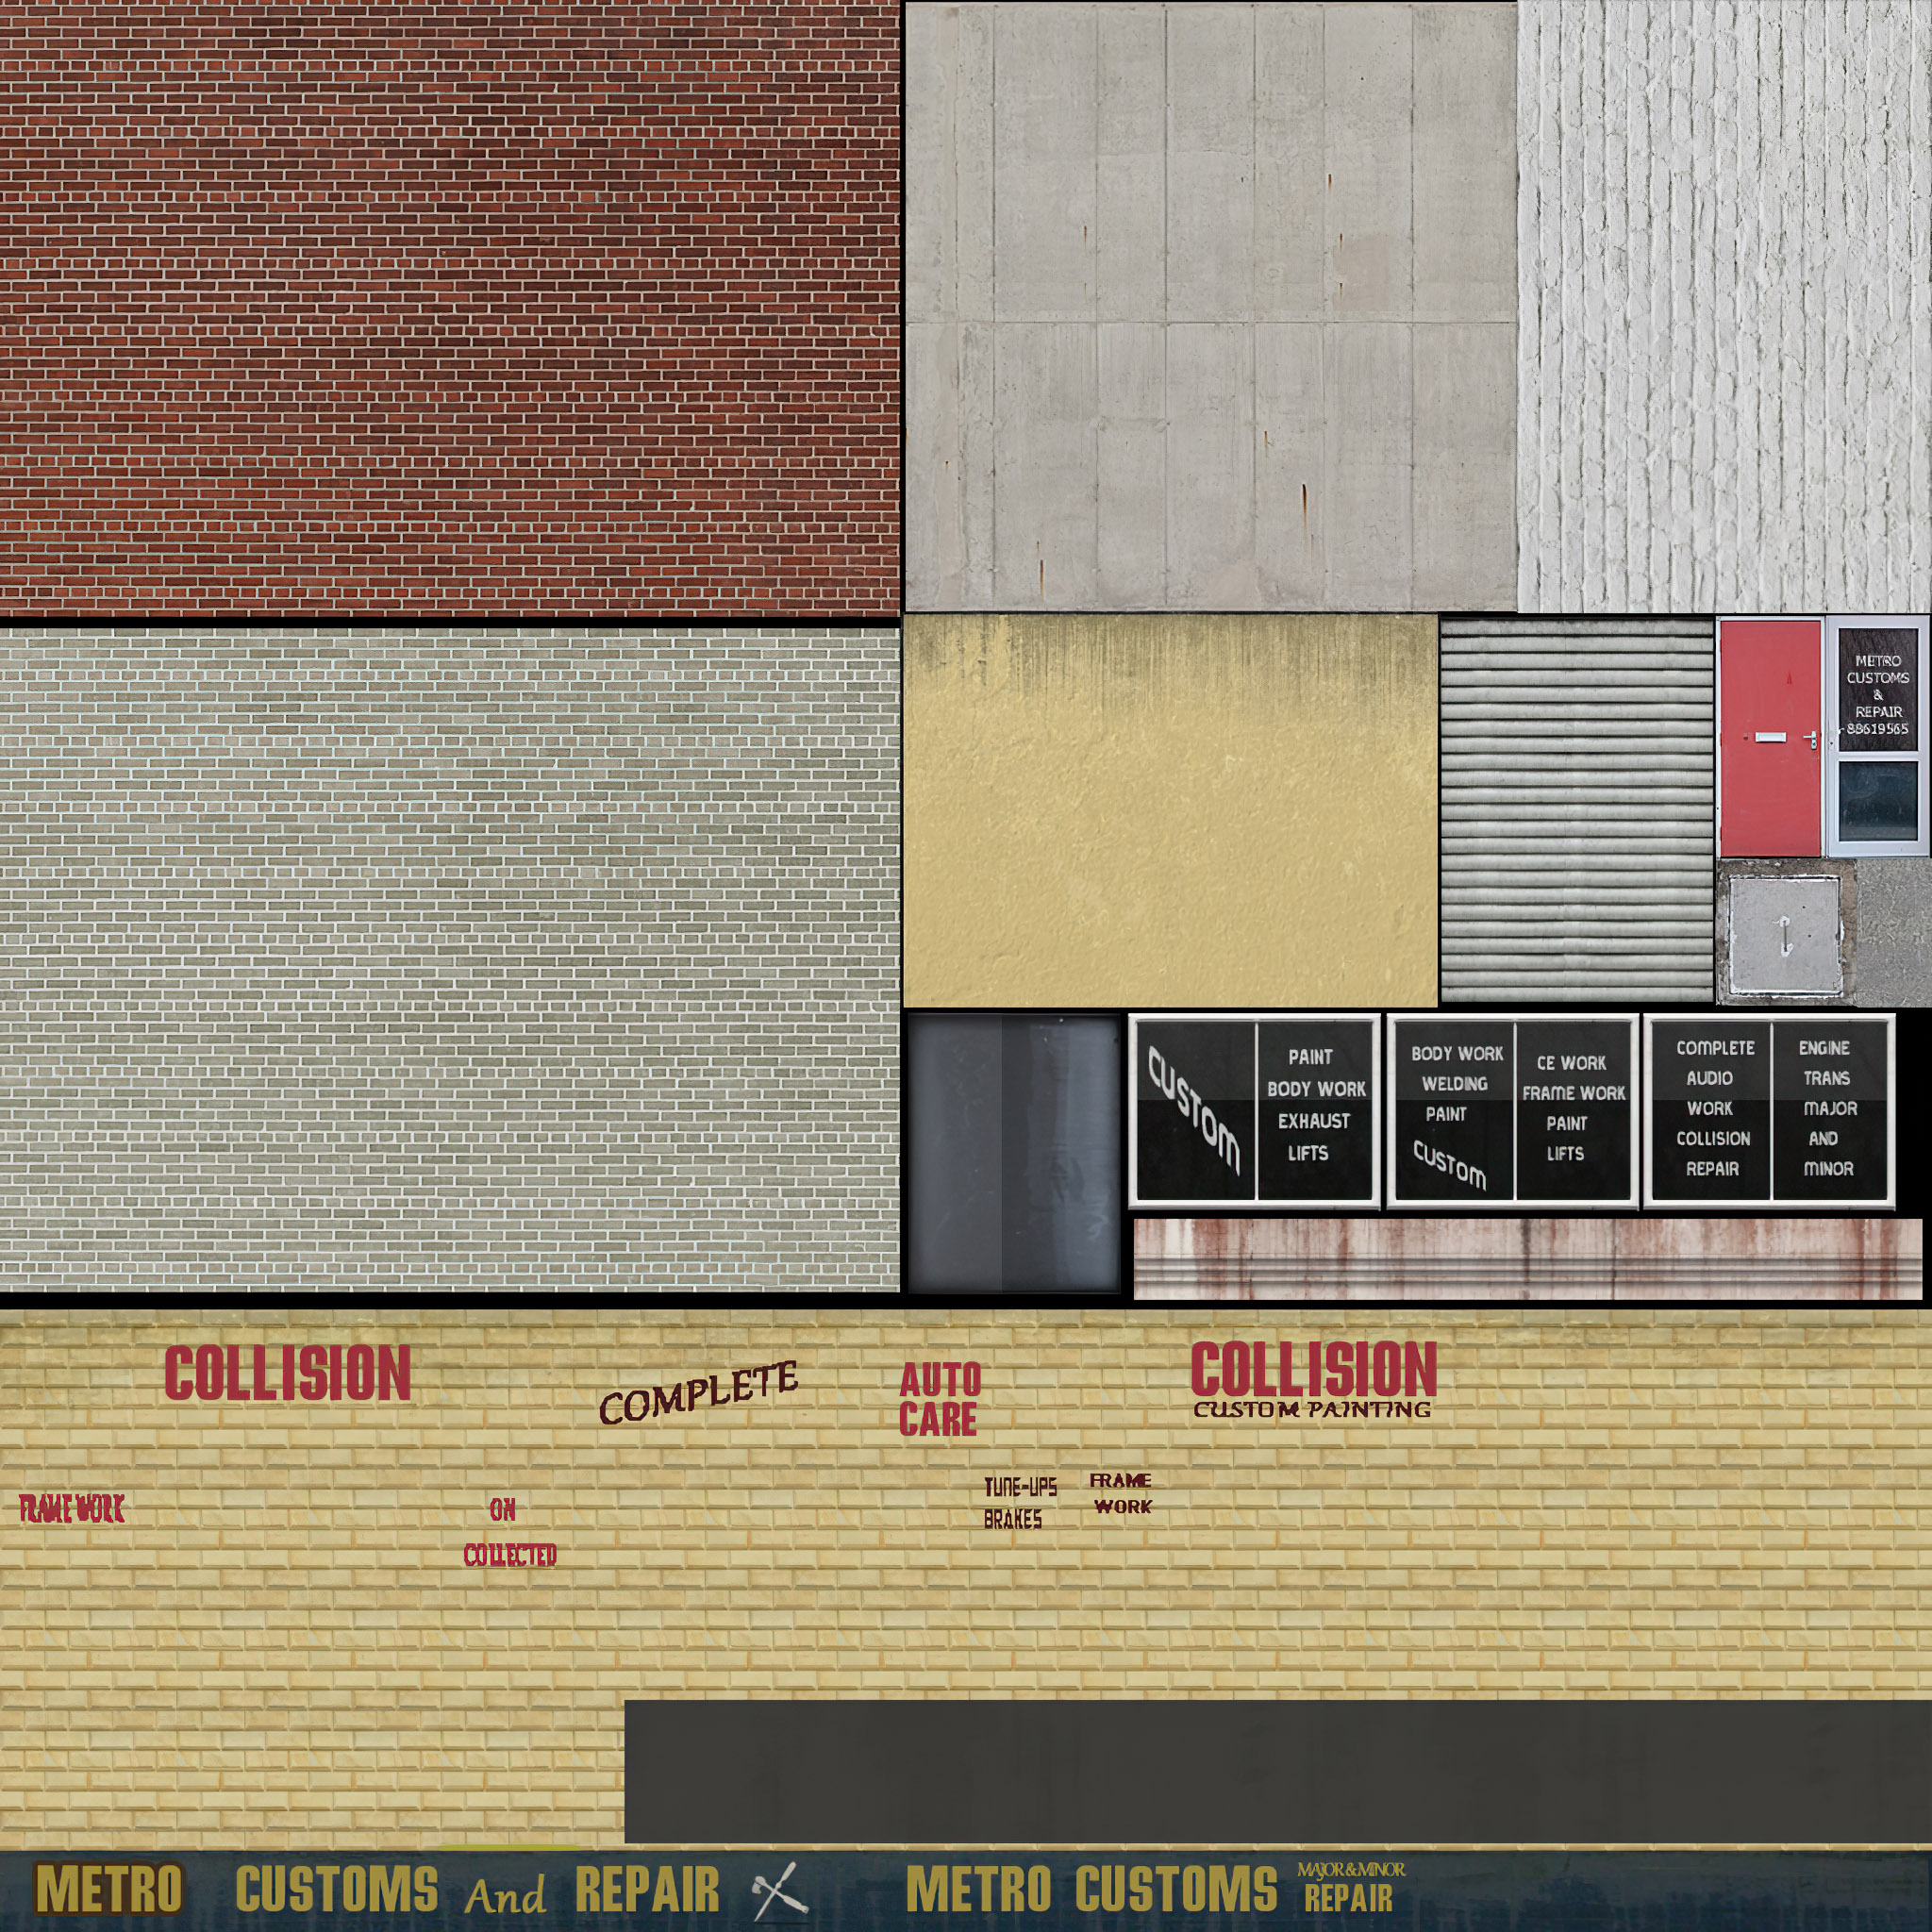 METRO
CUSTOMS
&
REPAIR
88619565
CUSTOM
PAINT
BODY WORK
EXHAUST
LIFTS
BODY WORK
WELDING
PAINT
CUSTOM
CE WORK
FRAME WORK
PAINT
LIFTS
COMPLETE
AUDIO
WORK
COLLISION
REPAIR
ENGINE
TRANS
MAJOR
AND
MINOR
COLLISION
COMPLETE
AUTO
CARE
COLLISION
CUSTOM PAINTING
FRAME WORK
ON
COLLECTED
TUNE-UPS
BRAKES
FRAME
WORK
METRO CUSTOMS And REPAIR
METRO CUSTOMS
MAJOR & MINOR
REPAIR